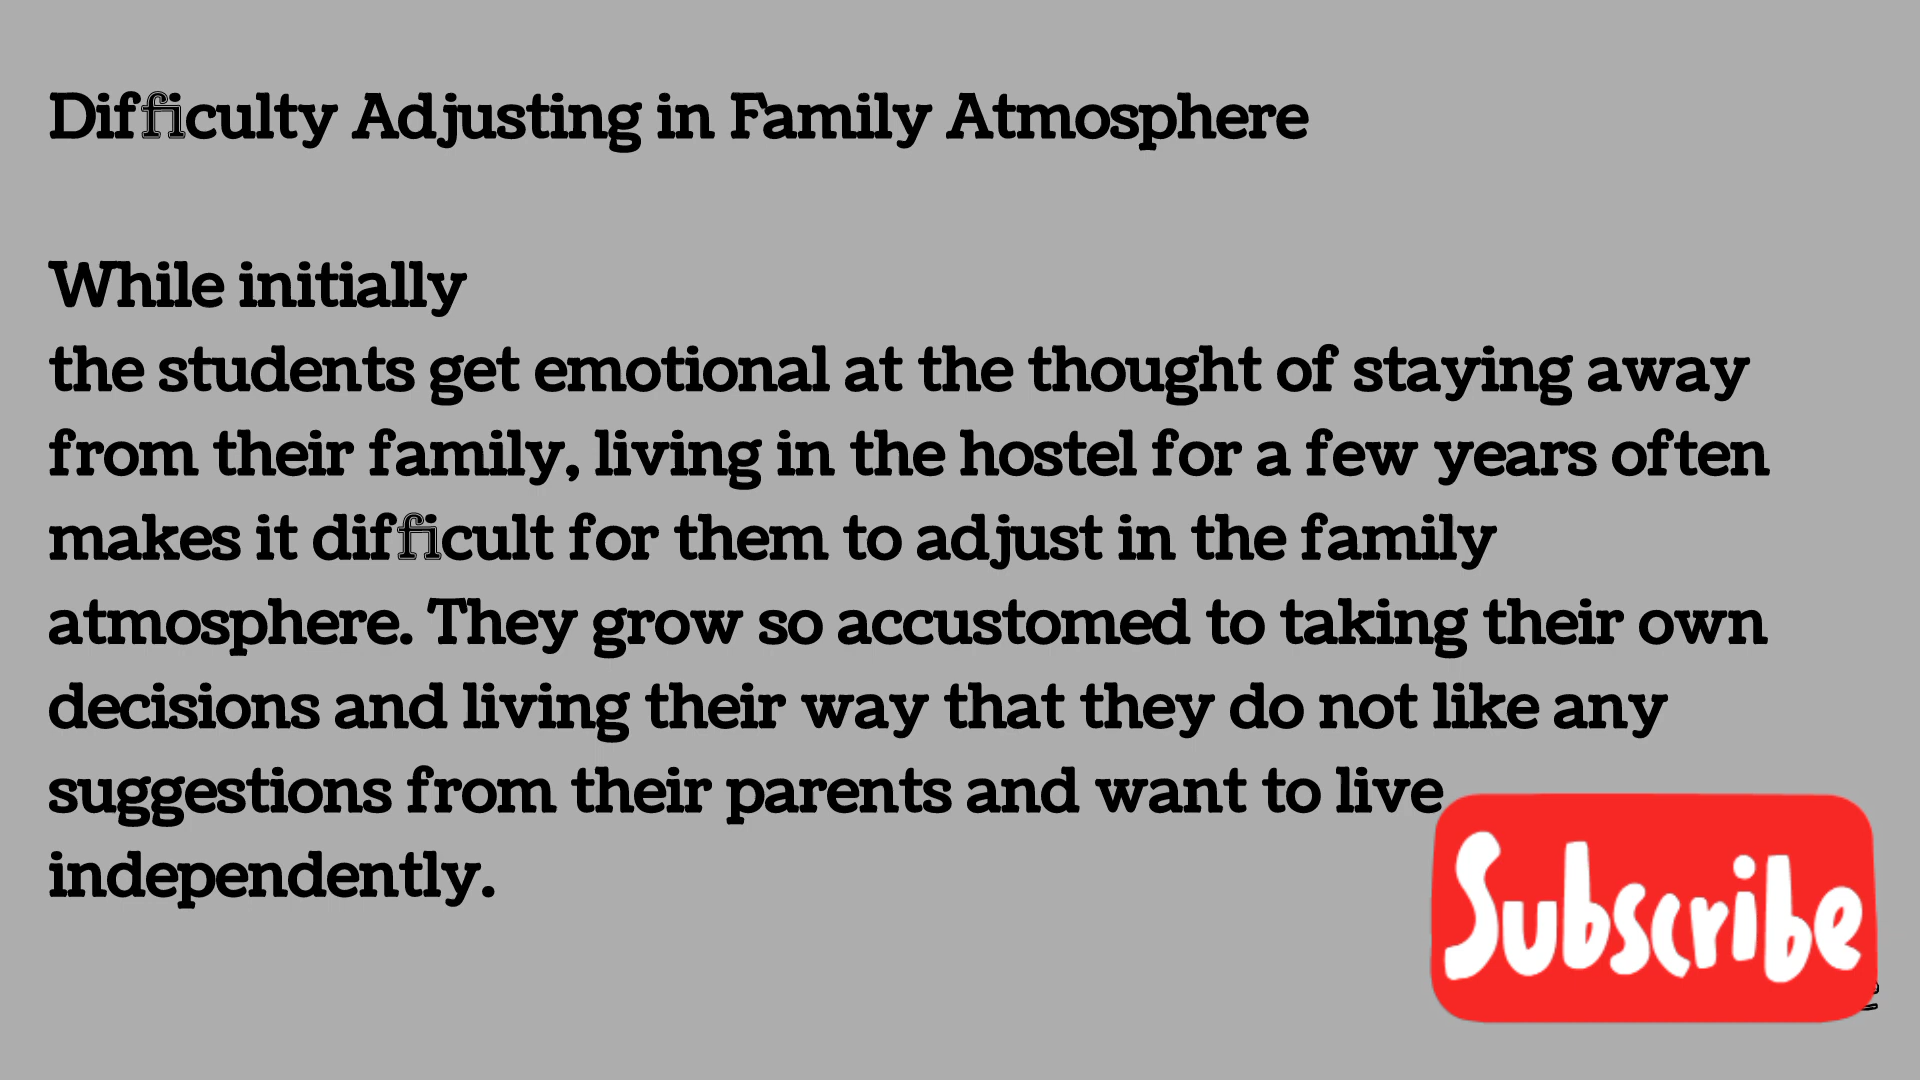 Difficulty Adjusting in Family Atmosphere
While initially
the students get emotional at the thought of staying away
from their family, living in the hostel for a few years often
makes it difficult for them to adjust in the family
atmosphere. They grow so accustomed to taking their own
decisions and living their way that they do not like any
suggestions from their parents and want to live
independently.
Subscribe